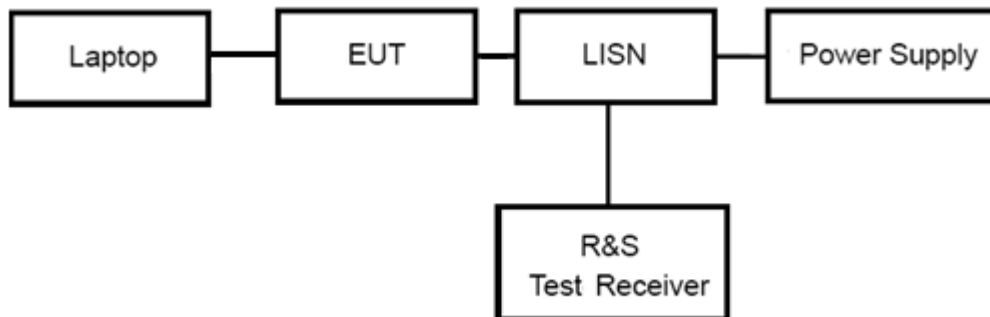 Laptop
EUT
LISN
Power Supply
R&S
Test Receiver